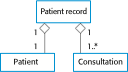 Patient record
1 1
1 1..*
Patient Consultation